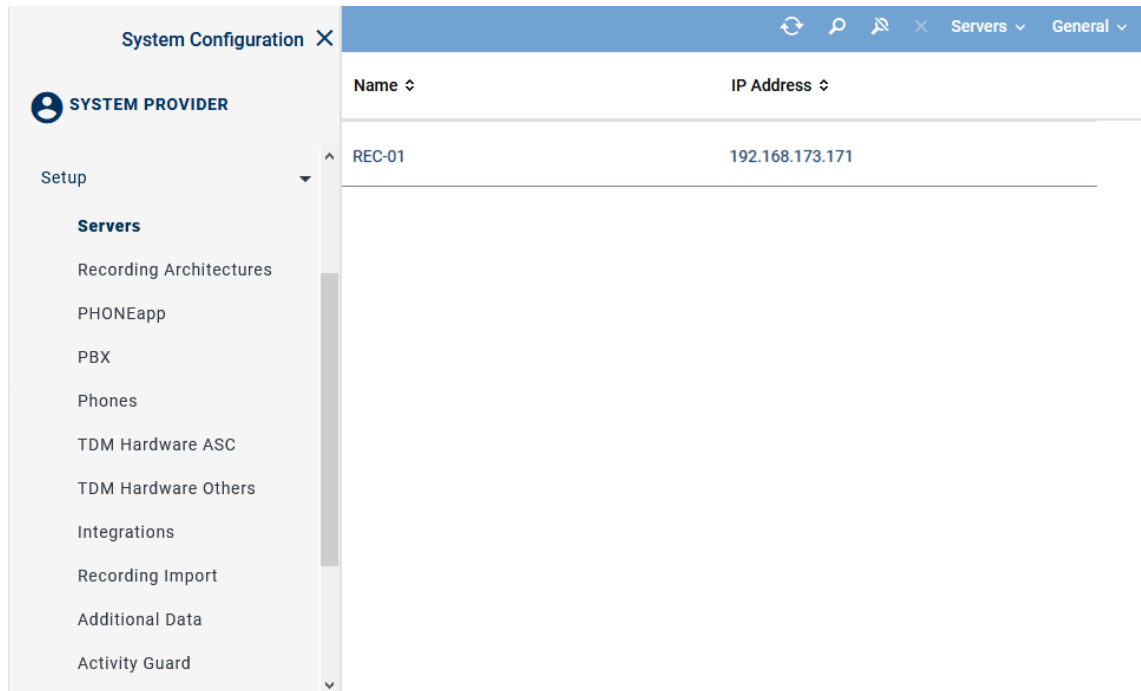 System Configuration
Servers
General
SYSTEM PROVIDER
Name
IP Address
REC-01
192.168.173.171
Setup
Servers
Recording Architectures
PHONEapp
PBX
Phones
TDM Hardware ASC
TDM Hardware Others
Integrations
Recording Import
Additional Data
Activity Guard